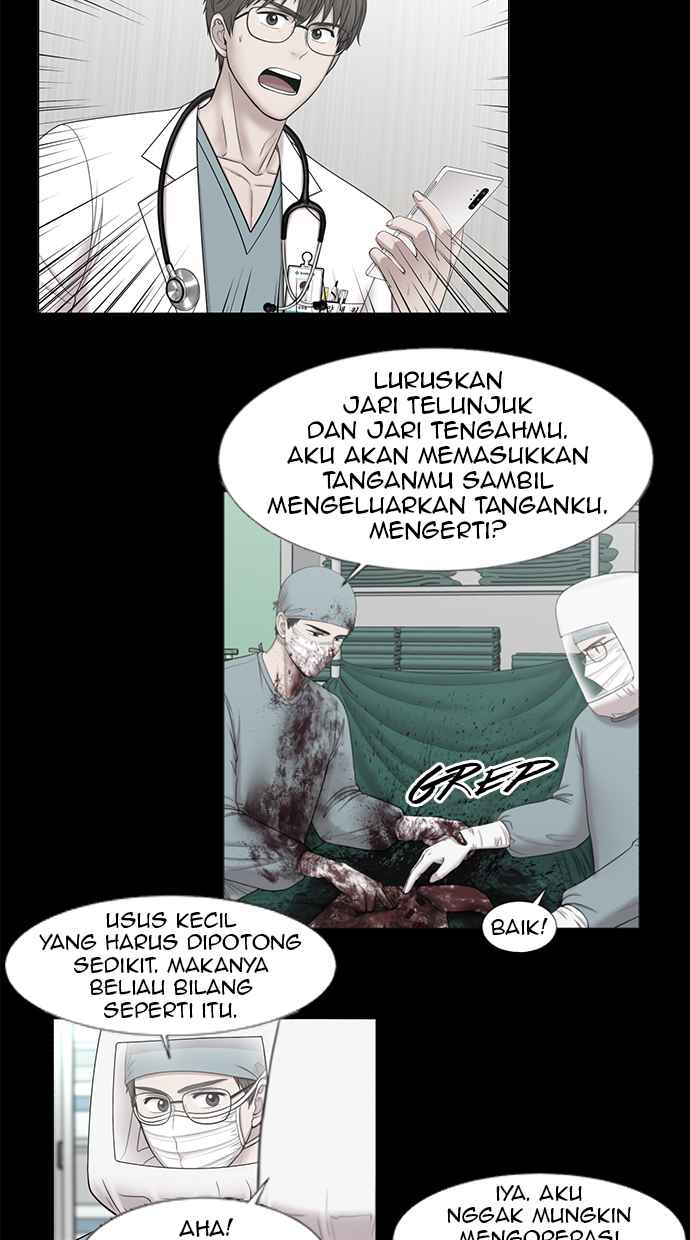 LURUSKAN
JARI TELUNJUK
DAN JARI TENGAHMU.
AKU AKAN MEMASUKKAN
TANGANMU SAMBIL
MENGELUARKAN TANGANKU.
MENGERTI?
GREP
BAIK!
USUS KECIL
YANG HARUS DIPOTONG
SEDIKIT. MAKANYA
BELIAU BILANG
SEPERTI ITU.
AHA!
IYA. AKU
NGGAK MUNGKIN
MENGOPERASI